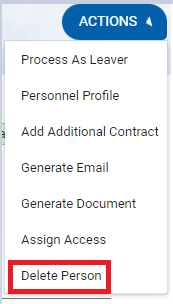 ACTIONS
Process As Leaver
Personnel Profile
Add Additional Contract
Generate Email
Generate Document
Assign Access
Delete Person